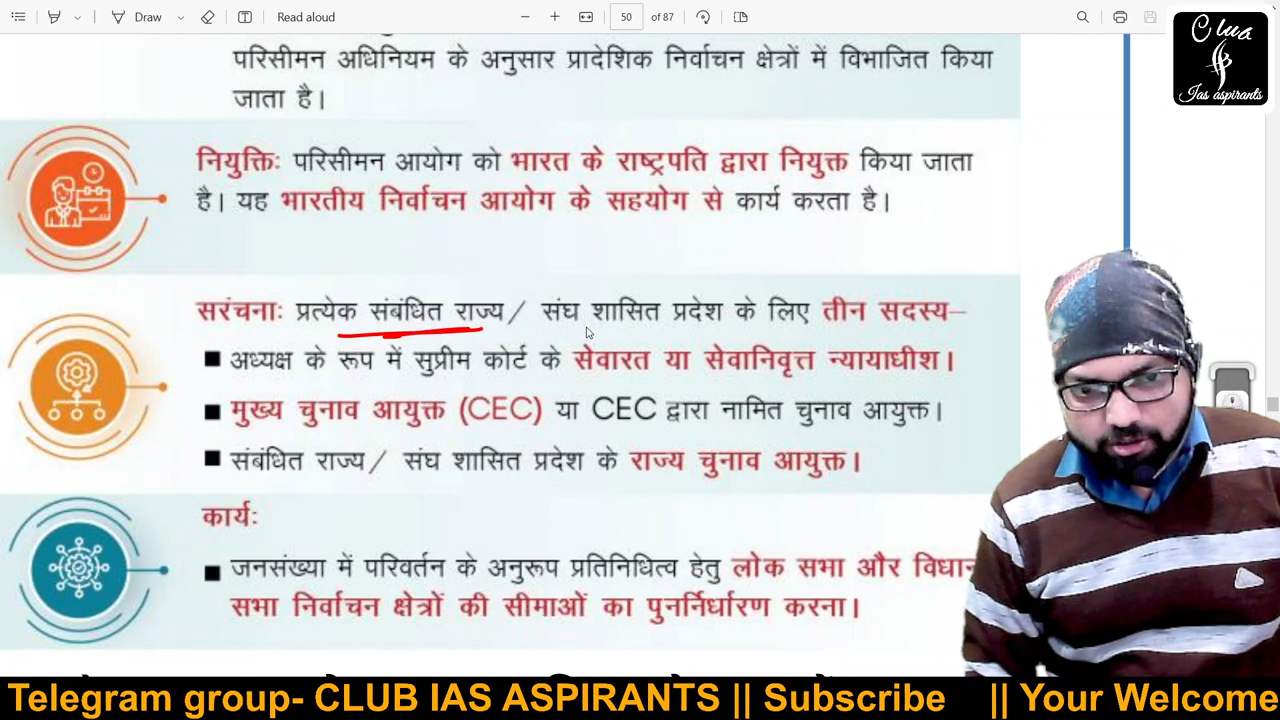 Draw
Read aloud
50
of 87
Clua
Ias aspirants
परिसीमन अधिनियम के अनुसार प्रादेशिक निर्वाचन क्षेत्रों में विभाजित किया
जाता है।
नियुक्तिः परिसीमन आयोग को भारत के राष्ट्रपति द्वारा नियुक्त किया जाता
है। यह भारतीय निर्वाचन आयोग के सहयोग से कार्य करता है।
सरंचनाः प्रत्येक संबंधित राज्य/ संघ शासित प्रदेश के लिए तीन सदस्य–
■ अध्यक्ष के रूप में सुप्रीम कोर्ट के सेवारत या सेवानिवृत्त न्यायाधीश।
■ मुख्य चुनाव आयुक्त (CEC) या CEC द्वारा नामित चुनाव आयुक्त।
■ संबंधित राज्य/ संघ शासित प्रदेश के राज्य चुनाव आयुक्त।
कार्यः
■ जनसंख्या में परिवर्तन के अनुरूप प्रतिनिधित्व हेतु लोक सभा और विधान
सभा निर्वाचन क्षेत्रों की सीमाओं का पुनर्निर्धारण करना।
Telegram group- CLUB IAS ASPIRANTS || Subscribe || Your Welcome